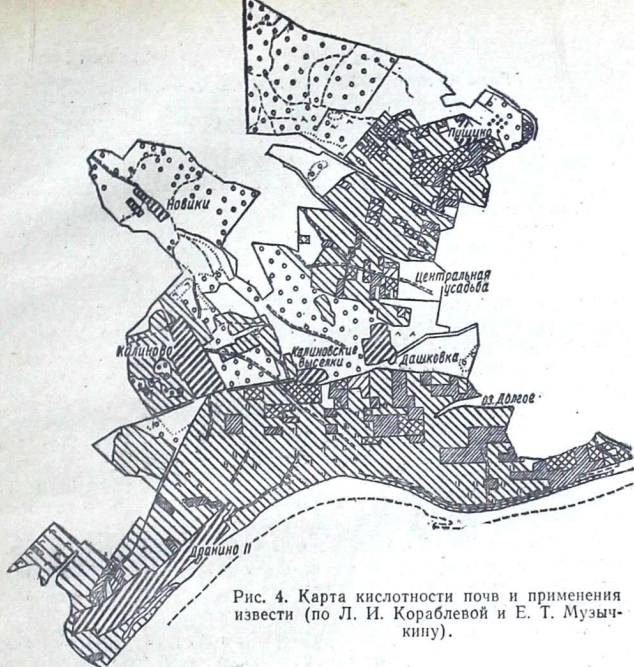 Пущино
Новики
Центральная
усадьба
Калиново
Калиновские
выселки
Дашковка
оз. Долгое
Дракино II
Рис. 4. Карта кислотности почв и применения
извести (по Л. И. Кораблевой и Е. Т. Музыч-
кину).